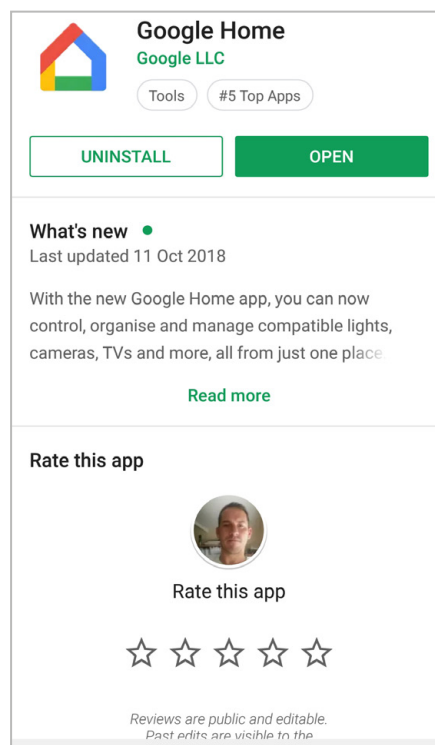 Google Home
Google LLC
Tools
#5 Top Apps
UNINSTALL
OPEN
What's new
Last updated 11 Oct 2018
With the new Google Home app, you can now
control, organise and manage compatible lights,
cameras, TVs and more, all from just one place.
Read more
Rate this app
Rate this app
Reviews are public and editable.
Past edits are visible to the